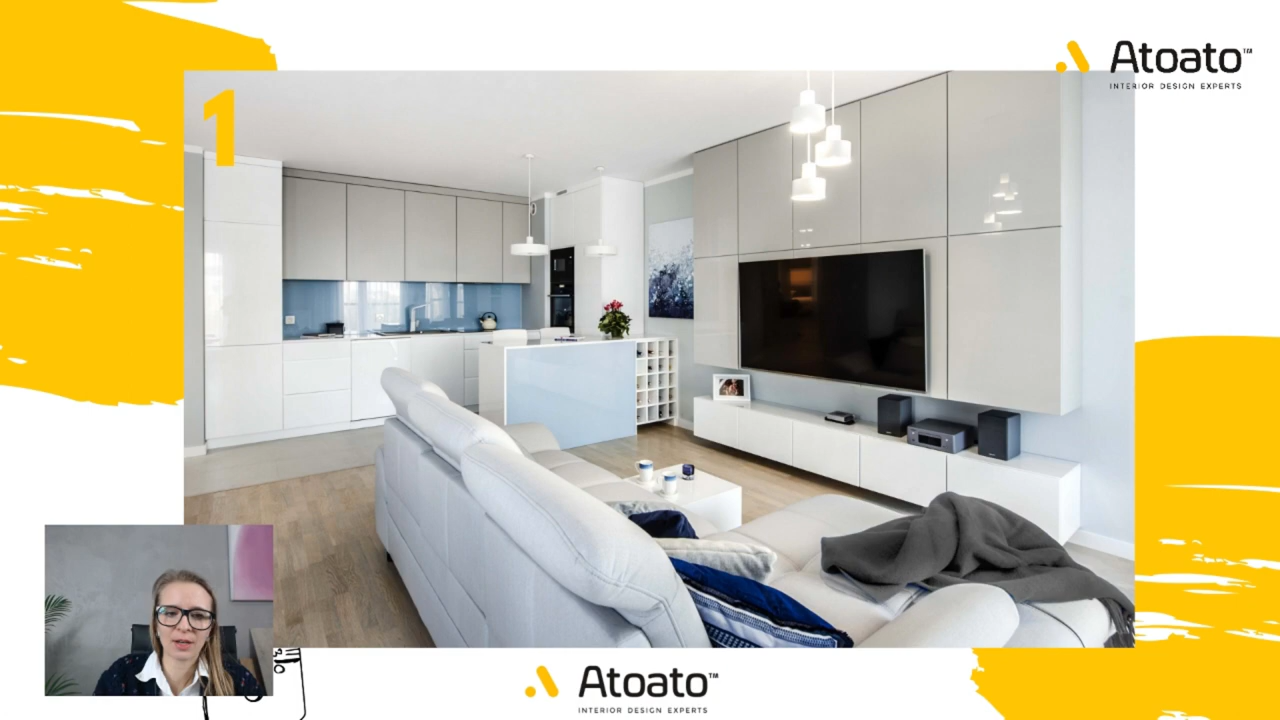 Atoato™
INTERIOR DESIGN EXPERTS
1
Atoato™
INTERIOR DESIGN EXPERTS